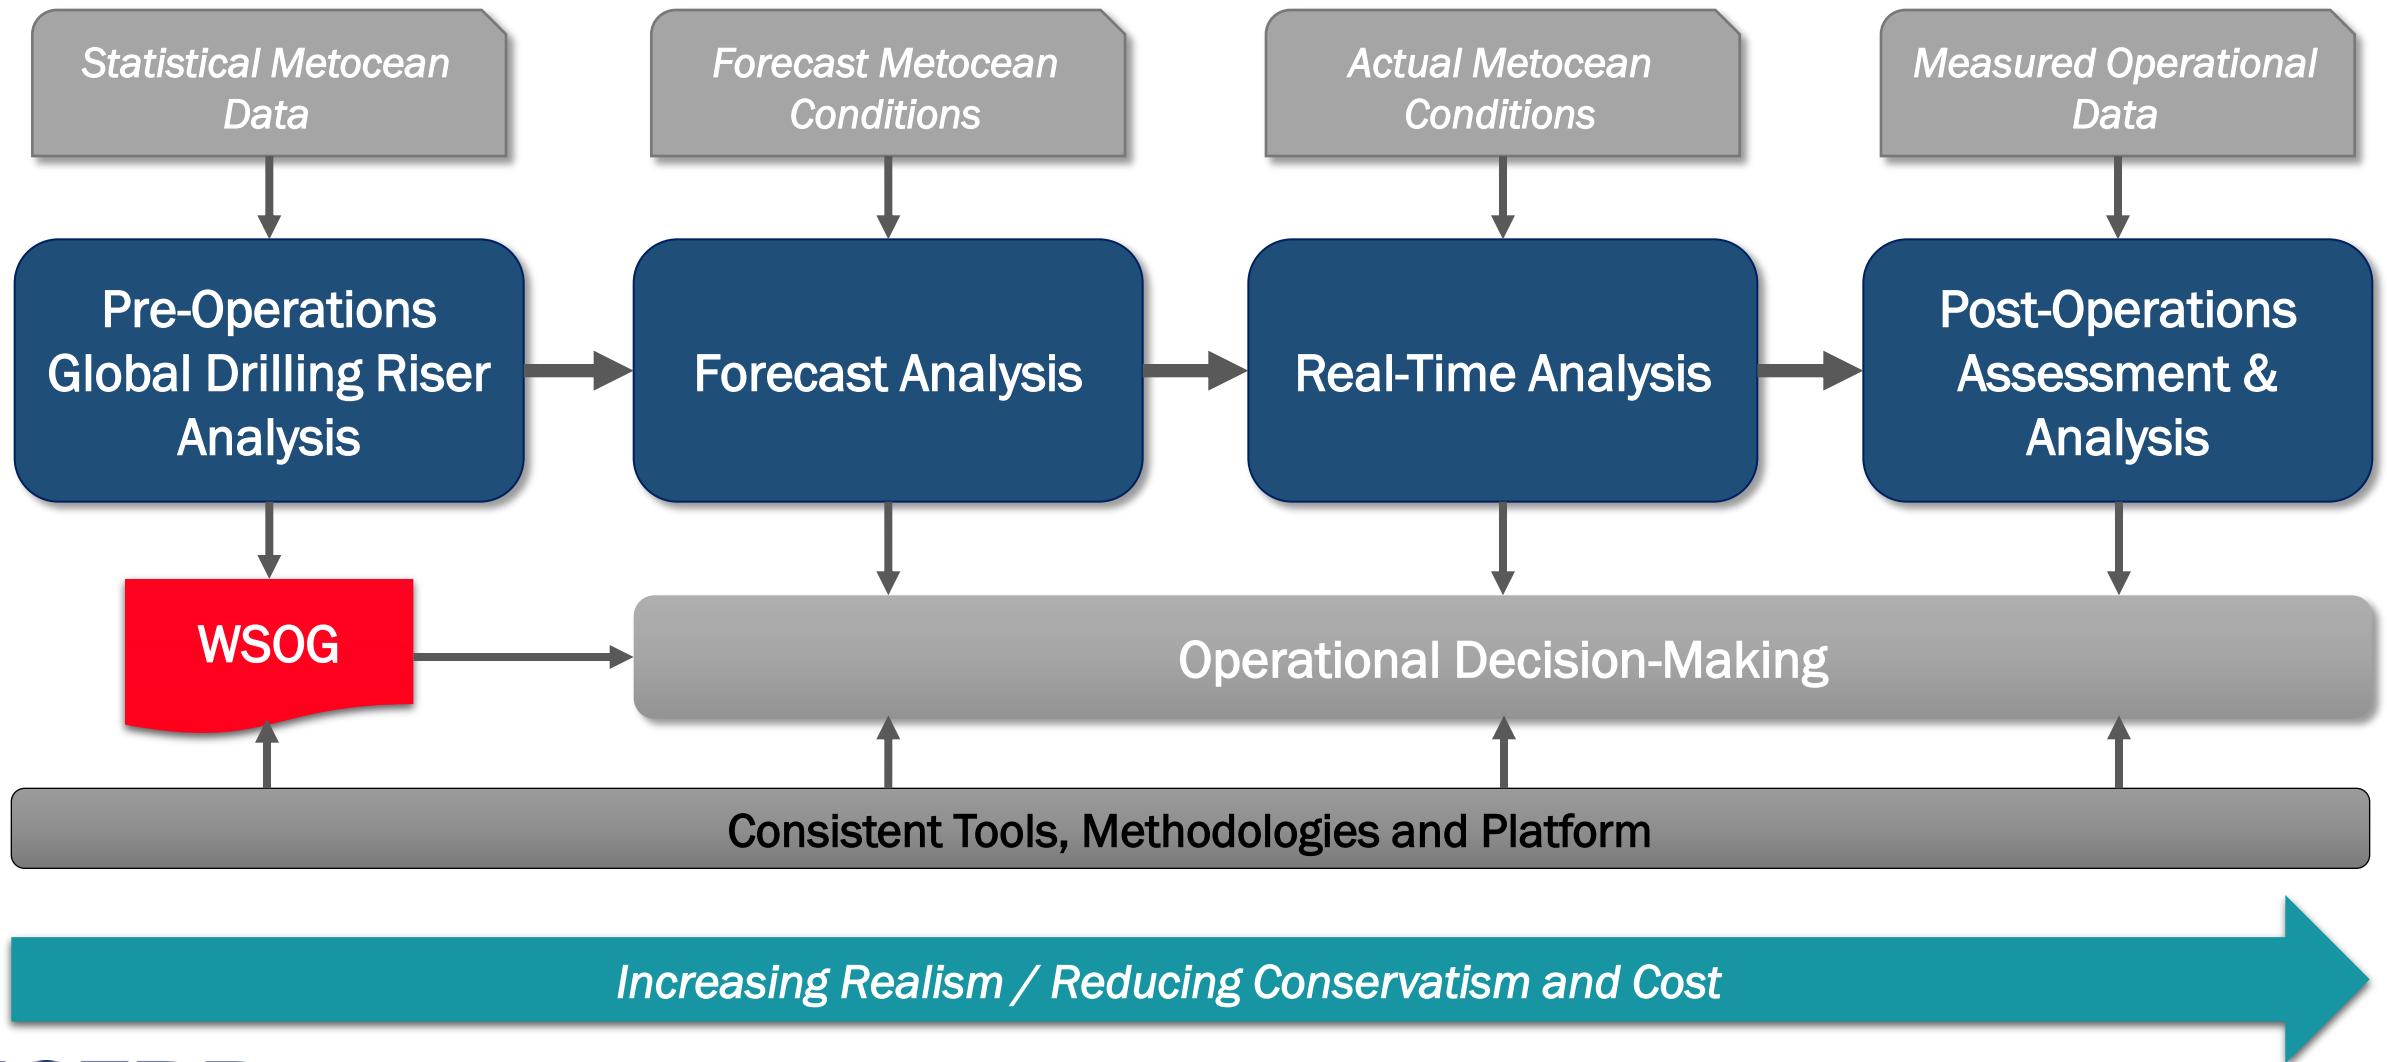 Statistical Metocean
Data
Forecast Metocean
Conditions
Actual Metocean
Conditions
Measured Operational
Data
Pre-Operations
Global Drilling Riser
Analysis
Forecast Analysis
Real-Time Analysis
Post-Operations
Assessment &
Analysis
WSOG
Operational Decision-Making
Consistent Tools, Methodologies and Platform
Increasing Realism / Reducing Conservatism and Cost